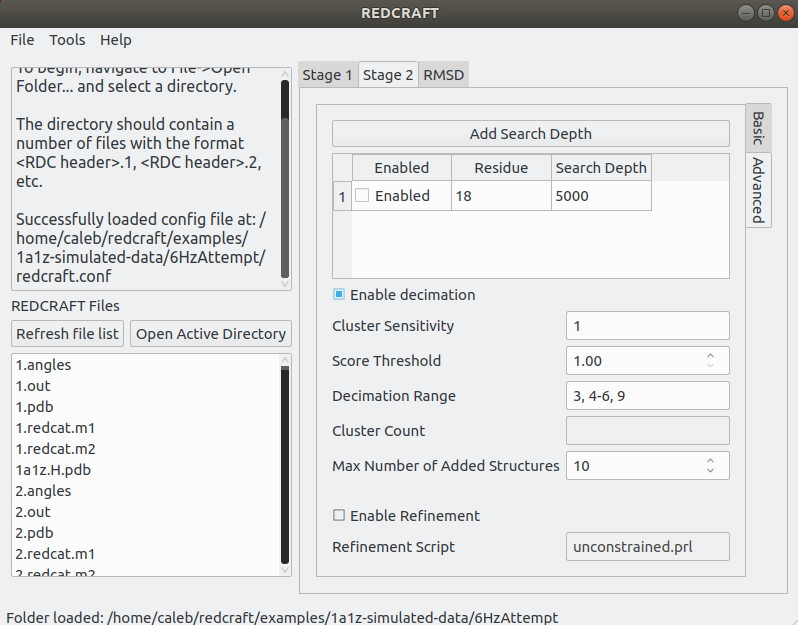 REDCRAFT
File Tools Help
To begin, navigate to File->Open
Folder... and select a directory.
The directory should contain a
number of files with the format
<RDC header>.1, <RDC header>.2,
etc.
Successfully loaded config file at: /
home/caleb/redcraft/examples/
1a1z-simulated-data/6HzAttempt/
redcraft.conf
REDCRAFT Files
Refresh file list Open Active Directory
1.angles
1.out
1.pdb
1.redcat.m1
1.redcat.m2
1a1z.H.pdb
2.angles
2.out
2.pdb
2.redcat.m1
2.redcat.m2
Stage 1 Stage 2 RMSD
Basic
Advanced
Add Search Depth
Enabled Residue Search Depth
1 Enabled 18 5000
Enable decimation
Cluster Sensitivity 1
Score Threshold 1.00
Decimation Range 3, 4-6, 9
Cluster Count
Max Number of Added Structures 10
Enable Refinement
Refinement Script unconstrained.prl
Folder loaded: /home/caleb/redcraft/examples/1a1z-simulated-data/6HzAttempt